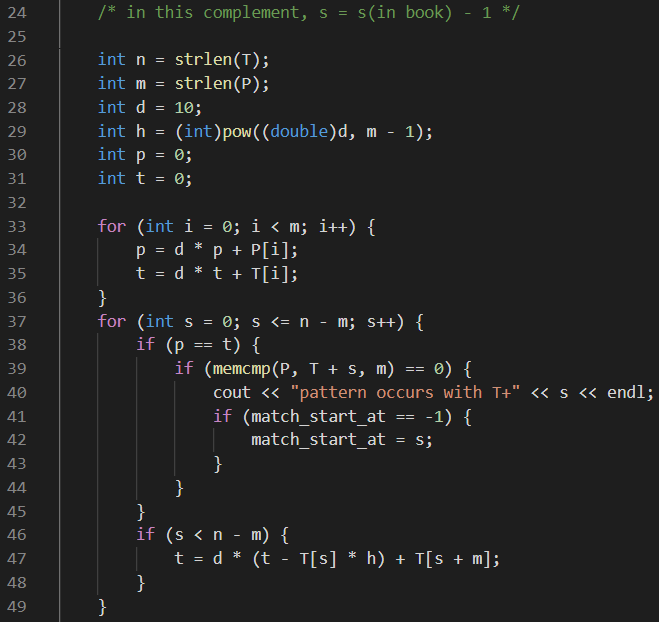 24 /* in this complement, s = s(in book) - 1 */
25
26 int n = strlen(T);
27 int m = strlen(P);
28 int d = 10;
29 int h = (int)pow((double)d, m - 1);
30 int p = 0;
31 int t = 0;
32
33 for (int i = 0; i < m; i++) {
34 p = d * p + P[i];
35 t = d * t + T[i];
36 }
37 for (int s = 0; s <= n - m; s++) {
38 if (p == t) {
39 if (memcmp(P, T + s, m) == 0) {
40 cout << "pattern occurs with T+" << s << endl;
41 if (match_start_at == -1) {
42 match_start_at = s;
43 }
44 }
45 }
46 if (s < n - m) {
47 t = d * (t - T[s] * h) + T[s + m];
48 }
49 }